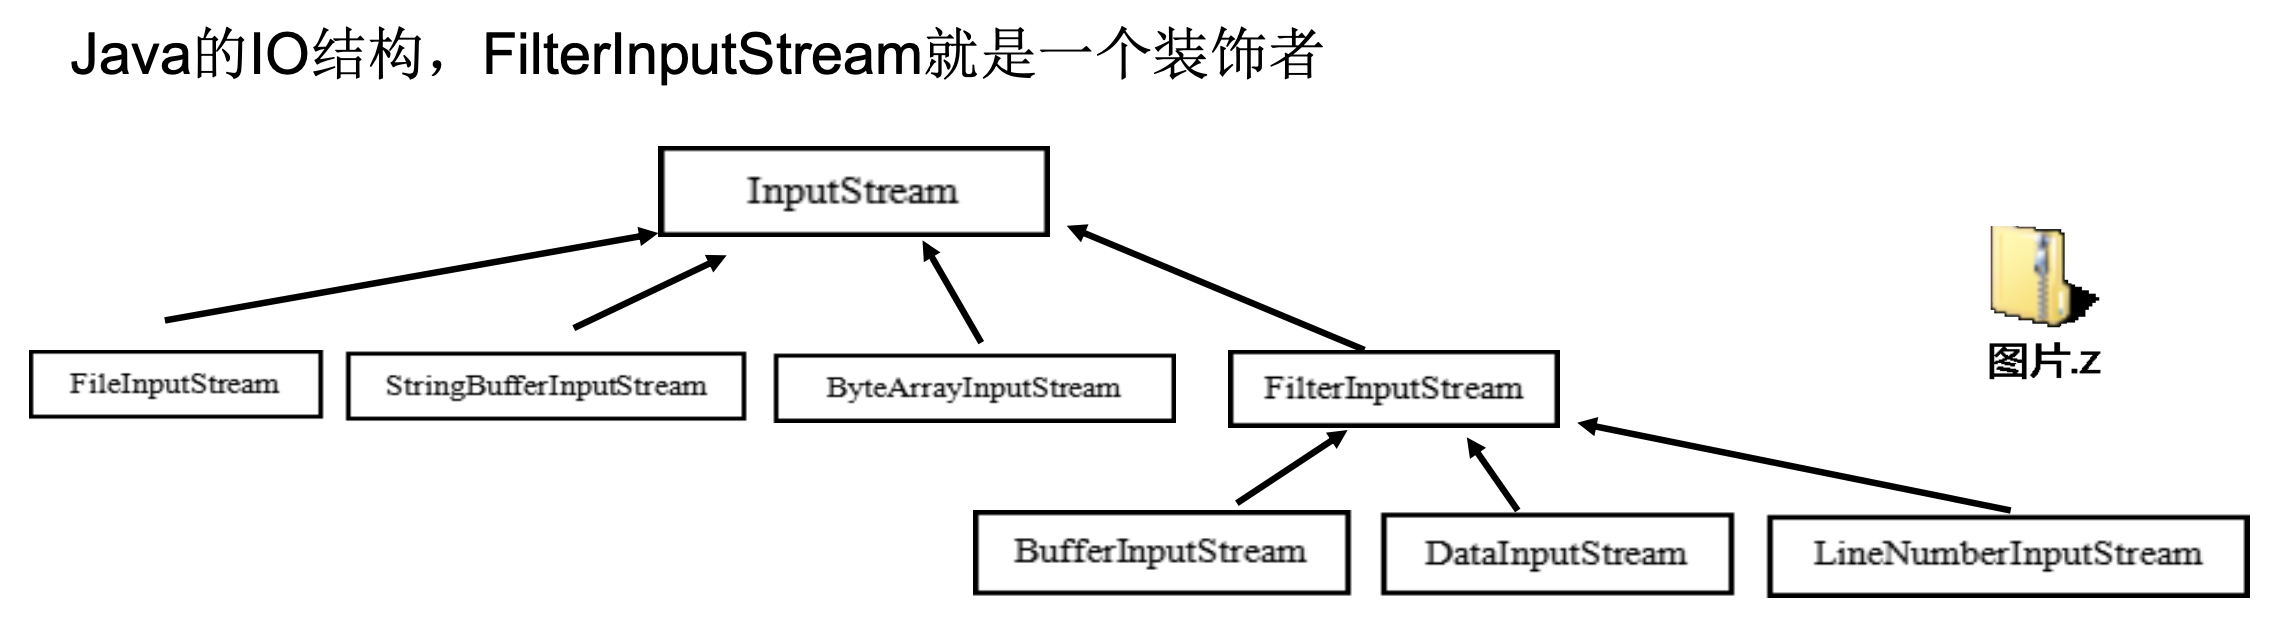 Java的IO结构，FilterInputStream就是一个装饰者
InputStream
图片.z
FileInputStream
StringBufferInputStream
ByteArrayInputStream
FilterInputStream
BufferInputStream
DataInputStream
LineNumberInputStream